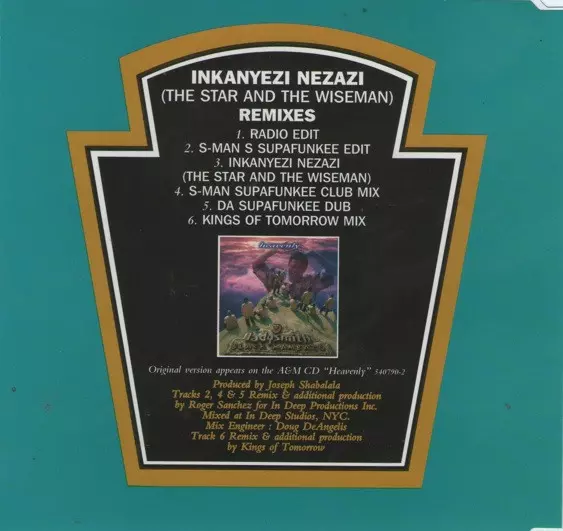 INKANYEZI NEZAZI
(THE STAR AND THE WISEMAN)
REMIXES
1. RADIO EDIT
2. S-MAN S SUPAFUNKEE EDIT
3. INKANYEZI NEZAZI
(THE STAR AND THE WISEMAN)
4. S-MAN SUPAFUNKEE CLUB MIX
5. DA SUPAFUNKEE DUB
6. KINGS OF TOMORROW MIX
heavenly
Ladysmith
Original version appears on the A&M CD "Heavenly" 540790-2
Produced by Joseph Shabalala
Tracks 2, 4 & 5 Remix & additional production
by Roger Sanchez for In Deep Productions Inc.
Mixed at In Deep Studios, NYC.
Mix Engineer : Doug DeAngelis
Track 6 Remix & additional production
by Kings of Tomorrow